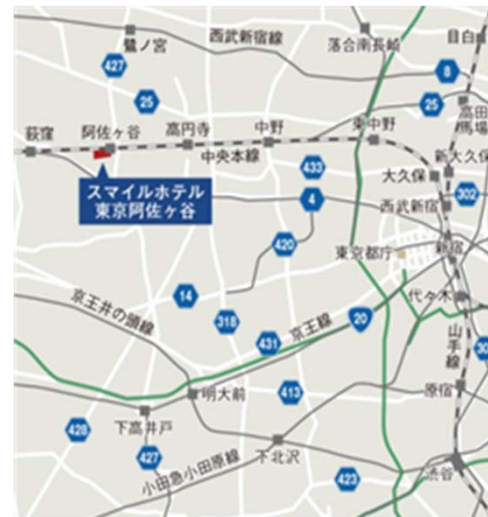 鷺ノ宮
西武新宿線
落合南長崎
目白
427
8
25
25
高田
馬場
荻窪
阿佐ヶ谷
高円寺
中野
東中野
中央本線
433
新大久保
大久保
スマイルホテル
東京阿佐ヶ谷
4
302
西武新宿
420
東京都庁
新宿
京王井の頭線
14
代々木
318
京王線
20
431
山手線
30
明大前
413
原宿
下高井戸
428
427
下北沢
小田急小田原線
423
渋谷